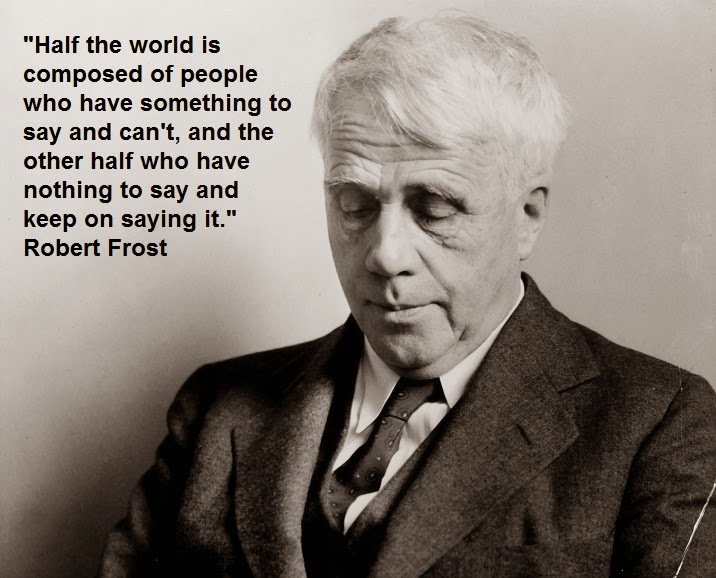 "Half the world is
composed of people
who have something to
say and can't, and the
other half who have
nothing to say and
keep on saying it."
Robert Frost